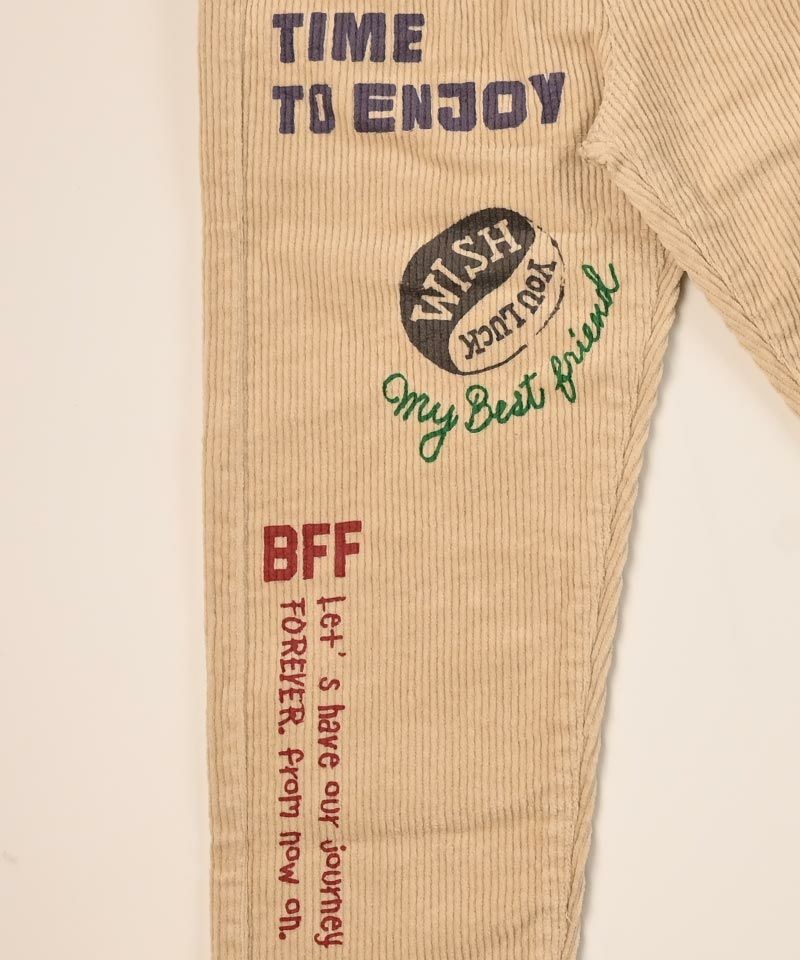 TIME
TO ENJOY
WISH
YOU LUCK
My Best friend
BFF
Let's have our journey
FOREVER. from now on.